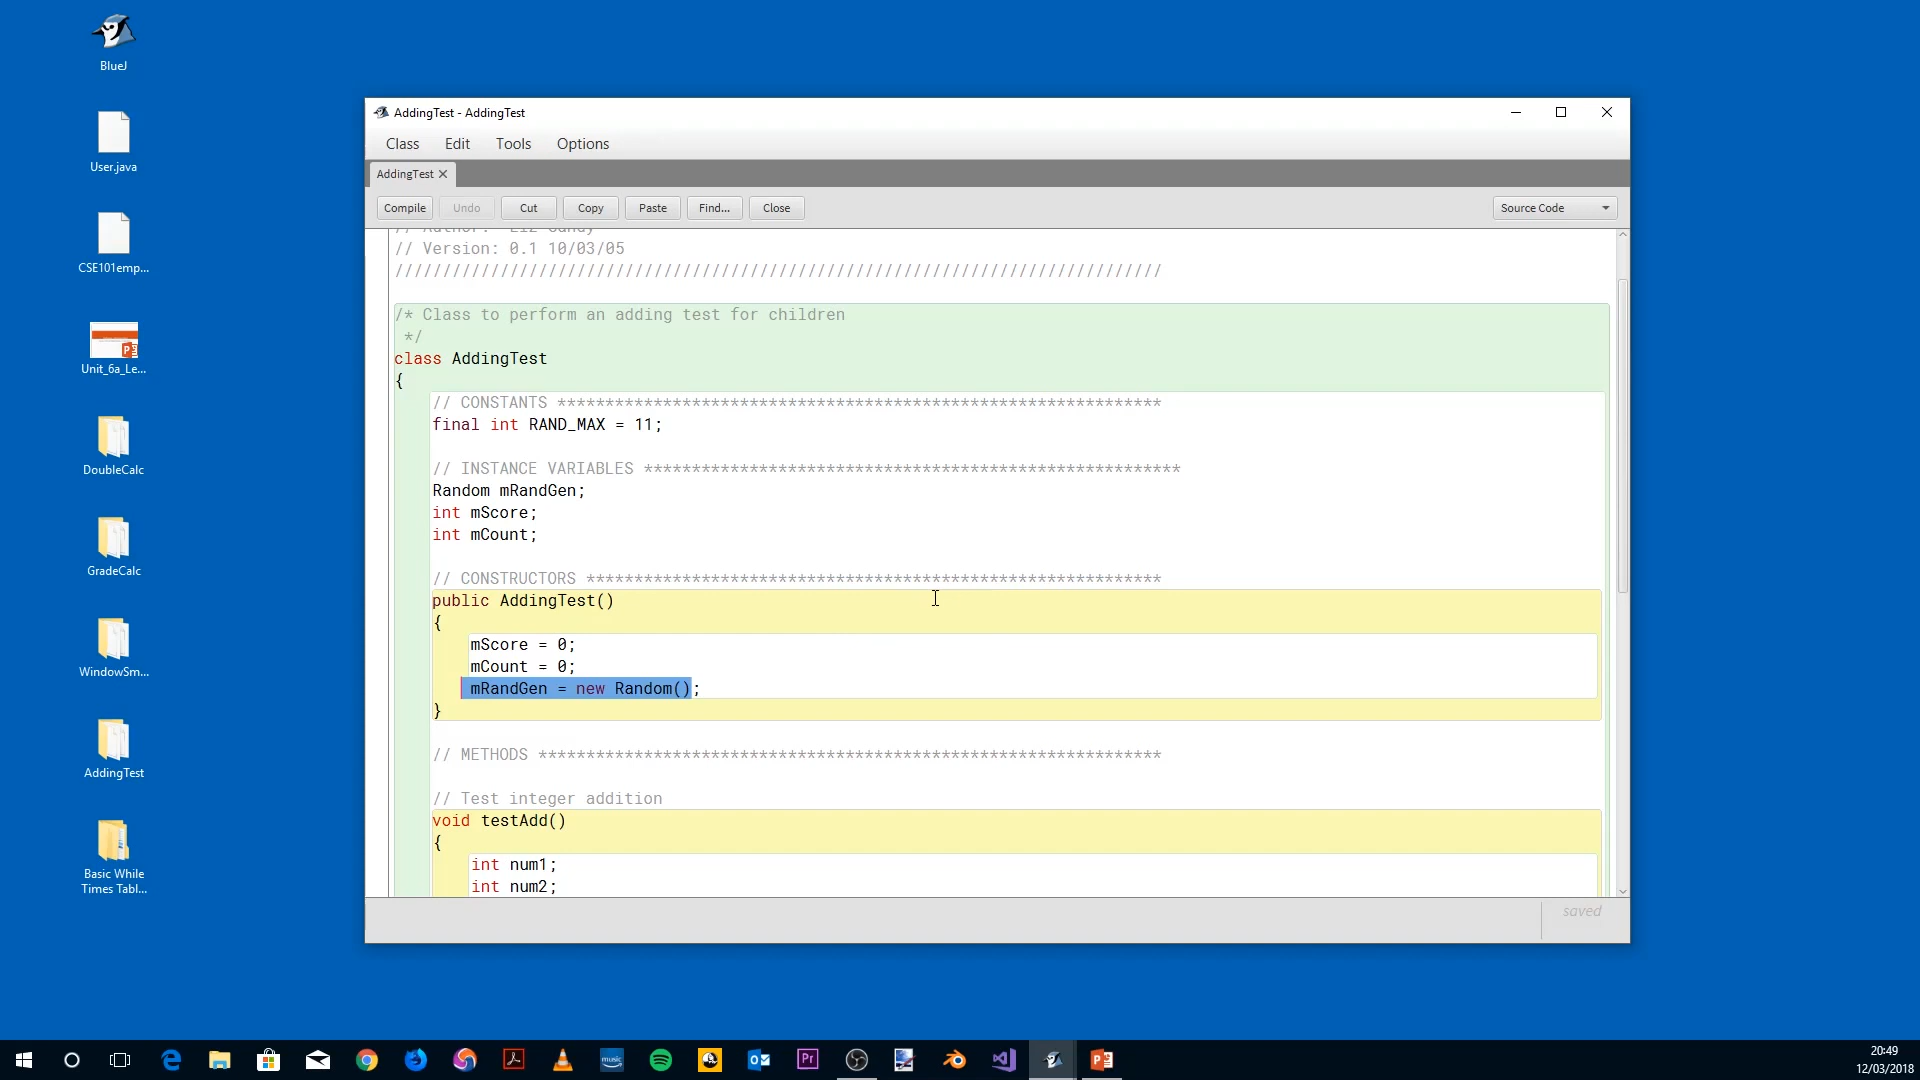 BlueJ
User.java
CSE101emp...
Unit_6a_Le...
DoubleCalc
GradeCalc
WindowSm...
AddingTest
Basic While
Times Tabl...
AddingTest - AddingTest
Class Edit Tools Options
AddingTest
Compile Undo Cut Copy Paste Find... Close Source Code
// Version: 0.1 10/03/05
////////////////////////////////////////////////////////////////////////////////
/* Class to perform an adding test for children
*/
class AddingTest
{
// CONSTANTS ***************************************************************
final int RAND_MAX = 11;
// INSTANCE VARIABLES ********************************************************
Random mRandGen;
int mScore;
int mCount;
// CONSTRUCTORS ************************************************************
public AddingTest()
{
mScore = 0;
mCount = 0;
mRandGen = new Random();
}
// METHODS *****************************************************************
// Test integer addition
void testAdd()
{
int num1;
int num2;
saved
music
Pr
20:49
12/03/2018